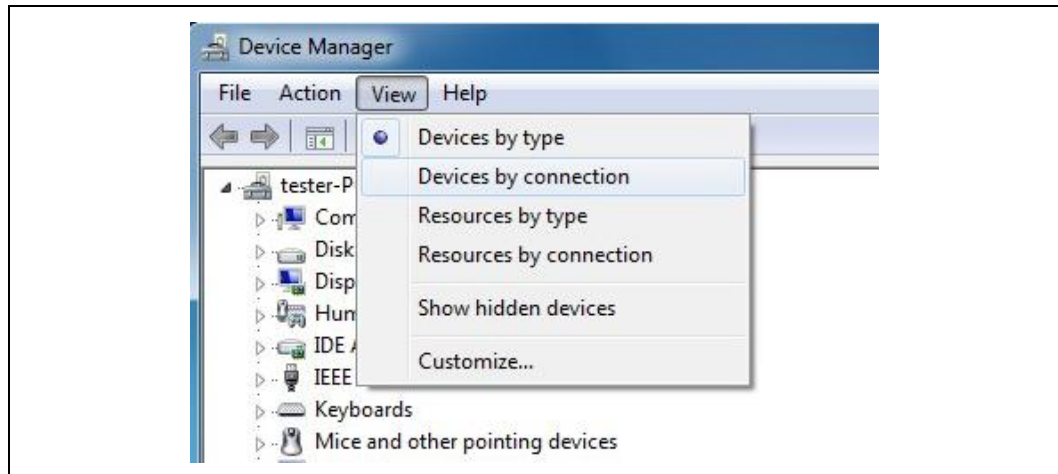 Device Manager
File Action View Help
Devices by type
Devices by connection
Resources by type
Resources by connection
Show hidden devices
Customize...
tester-P
Com
Disk
Disp
Hum
IDE A
IEEE
Keyboards
Mice and other pointing devices